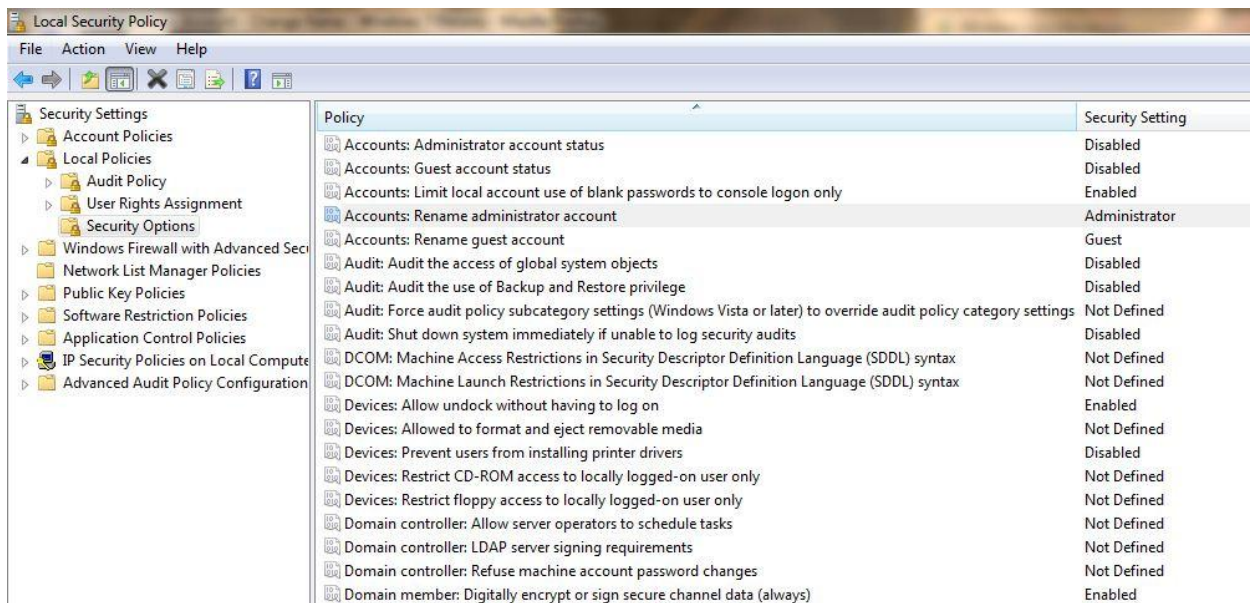 Local Security Policy
File Action View Help
Security Settings
Account Policies
Local Policies
Audit Policy
User Rights Assignment
Security Options
Windows Firewall with Advanced Secu
Network List Manager Policies
Public Key Policies
Software Restriction Policies
Application Control Policies
IP Security Policies on Local Compute
Advanced Audit Policy Configuration
Policy Security Setting
Accounts: Administrator account status Disabled
Accounts: Guest account status Disabled
Accounts: Limit local account use of blank passwords to console logon only Enabled
Accounts: Rename administrator account Administrator
Accounts: Rename guest account Guest
Audit: Audit the access of global system objects Disabled
Audit: Audit the use of Backup and Restore privilege Disabled
Audit: Force audit policy subcategory settings (Windows Vista or later) to override audit policy category settings Not Defined
Audit: Shut down system immediately if unable to log security audits Disabled
DCOM: Machine Access Restrictions in Security Descriptor Definition Language (SDDL) syntax Not Defined
DCOM: Machine Launch Restrictions in Security Descriptor Definition Language (SDDL) syntax Not Defined
Devices: Allow undock without having to log on Enabled
Devices: Allowed to format and eject removable media Not Defined
Devices: Prevent users from installing printer drivers Disabled
Devices: Restrict CD-ROM access to locally logged-on user only Not Defined
Devices: Restrict floppy access to locally logged-on user only Not Defined
Domain controller: Allow server operators to schedule tasks Not Defined
Domain controller: LDAP server signing requirements Not Defined
Domain controller: Refuse machine account password changes Not Defined
Domain member: Digitally encrypt or sign secure channel data (always) Enabled